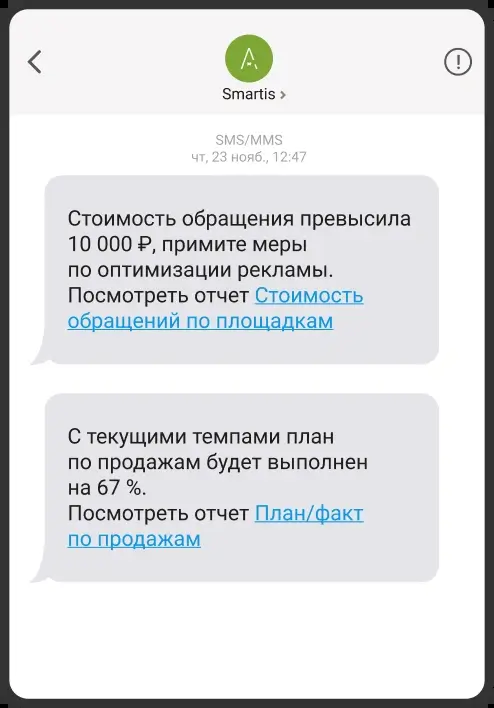 Smartis
SMS/MMS
чт, 23 нояб., 12:47
Стоимость обращения превысила
10 000 ₽, примите меры
по оптимизации рекламы.
Посмотреть отчет Стоимость
обращений по площадкам
С текущими темпами план
по продажам будет выполнен
на 67 %.
Посмотреть отчет План/факт
по продажам